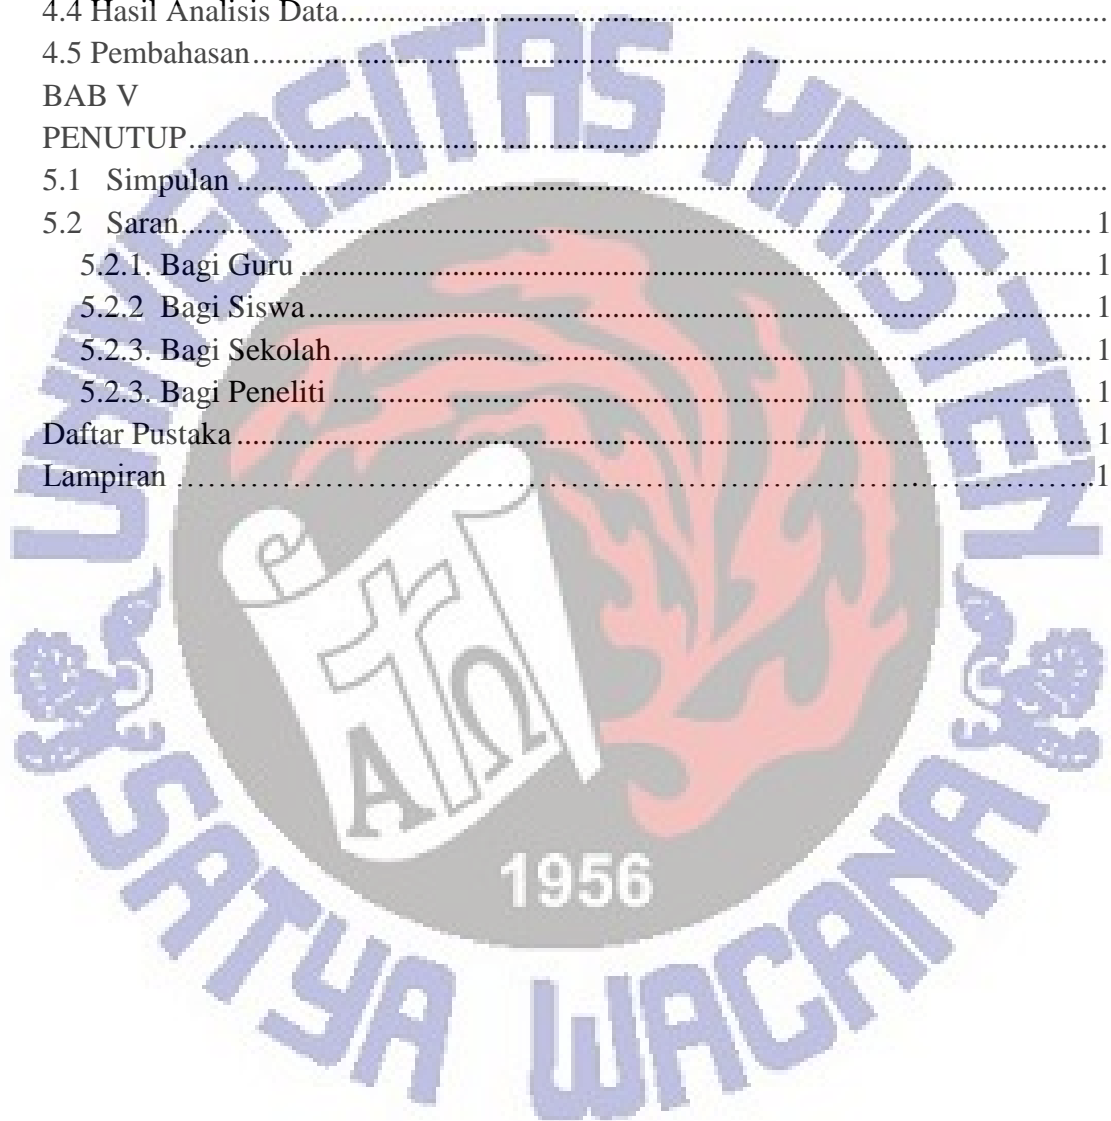 4.4 Hasil Analisis Data........................................................................................
4.5 Pembahasan........................................................................................
BAB V
PENUTUP........................................................................................
5.1 Simpulan ........................................................................................
5.2 Saran........................................................................................ 1
5.2.1. Bagi Guru ........................................................................................ 1
5.2.2 Bagi Siswa........................................................................................ 1
5.2.3. Bagi Sekolah........................................................................................ 1
5.2.3. Bagi Peneliti ........................................................................................ 1
Daftar Pustaka........................................................................................ 1
Lampiran ........................................................................................1
UNIVERSITAS KRISTEN
Α Ω
1956
SATYA WACANA